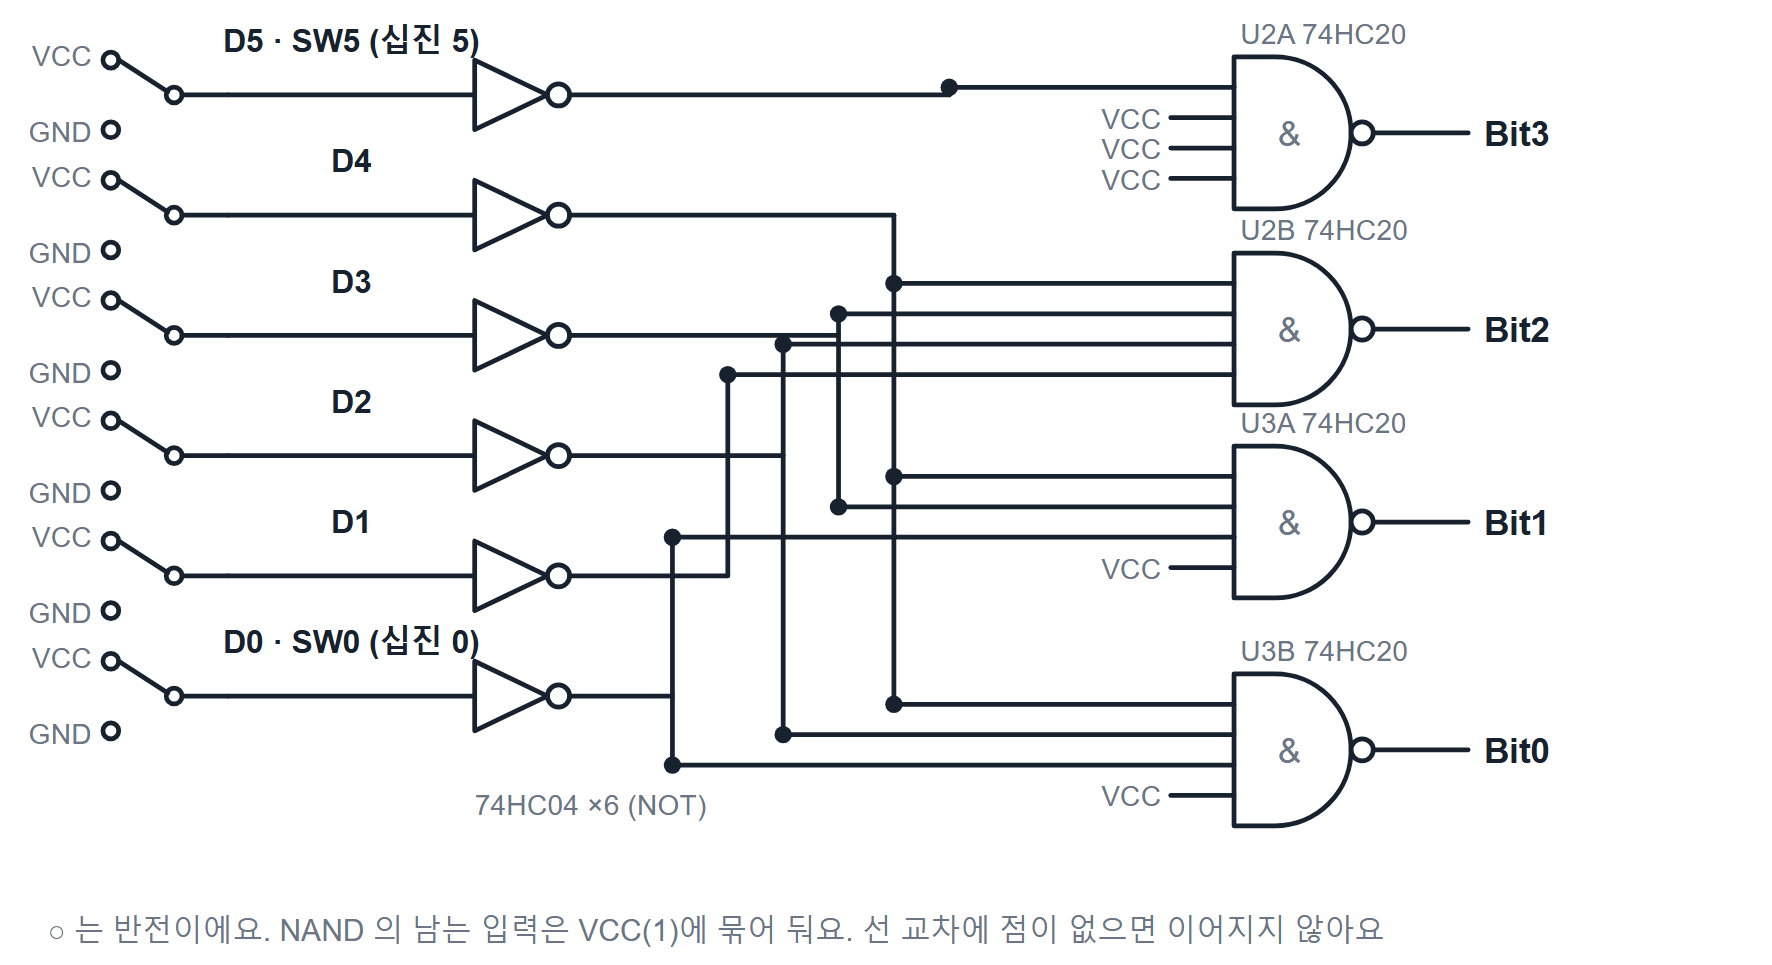 D5 · SW5 (십진 5)
VCC
GND
D4
VCC
GND
D3
VCC
GND
D2
VCC
GND
D1
VCC
GND
D0 · SW0 (십진 0)
VCC
GND
74HC04 ×6 (NOT)
U2A 74HC20
VCC
VCC
VCC
&
Bit3
U2B 74HC20
&
Bit2
U3A 74HC20
&
VCC
Bit1
U3B 74HC20
&
VCC
Bit0
○ 는 반전이에요. NAND 의 남는 입력은 VCC(1)에 묶어 둬요. 선 교차에 점이 없으면 이어지지 않아요